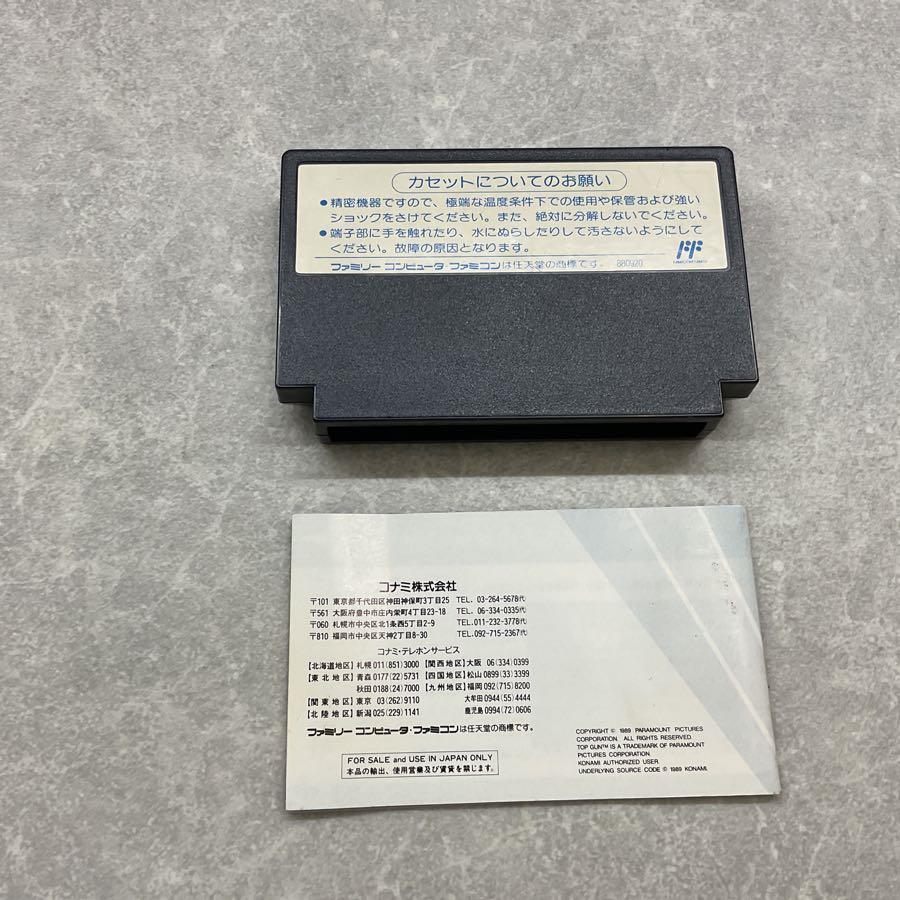 カセットについてのお願い
●精密機器ですので、極端な温度条件下での使用や保管および強い
ショックをさけてください。また、絶対に分解しないでください。
●端子部に手を触れたり、水にぬらしたりして汚さないようにして
ください。故障の原因となります。
ファミリー コンピュータ・ファミコンは任天堂の商標です。 880920
コナミ株式会社
〒101 東京都千代田区神田神保町3丁目25 TEL. 03-264-5678㈹
〒561 大阪府豊中市庄内栄町4丁目23-18 TEL. 06-334-0335㈹
〒060 札幌市中央区北1条西5丁目2-9 TEL. 011-232-3778㈹
〒810 福岡市中央区天神2丁目8-30 TEL. 092-715-2367㈹
コナミ・テレホンサービス
【北海道地区】札幌 011(851)3000 【関西地区】大阪 06(334)0399
【東北地区】青森 0177(22)5731 【四国地区】松山 0899(33)3399
秋田 0188(24)7000 【九州地区】福岡 092(715)8200
【関東地区】東京 03(262)9110 大牟田 0944(55)4444
【北陸地区】新潟 025(229)1141 鹿児島 0994(72)0606
ファミリー コンピュータ・ファミコンは任天堂の商標です。
FOR SALE and USE IN JAPAN ONLY
本品の輸出、使用営業及び賃貸を禁じます。
COPYRIGHT © 1989 PARAMOUNT PICTURES
CORPORATION. ALL RIGHTS RESERVED.
TOP GUN™ IS A TRADEMARK OF PARAMOUNT
PICTURES CORPORATION.
KONAMI AUTHORIZED USER.
UNDERLYING SOURCE CODE © 1989 KONAMI.